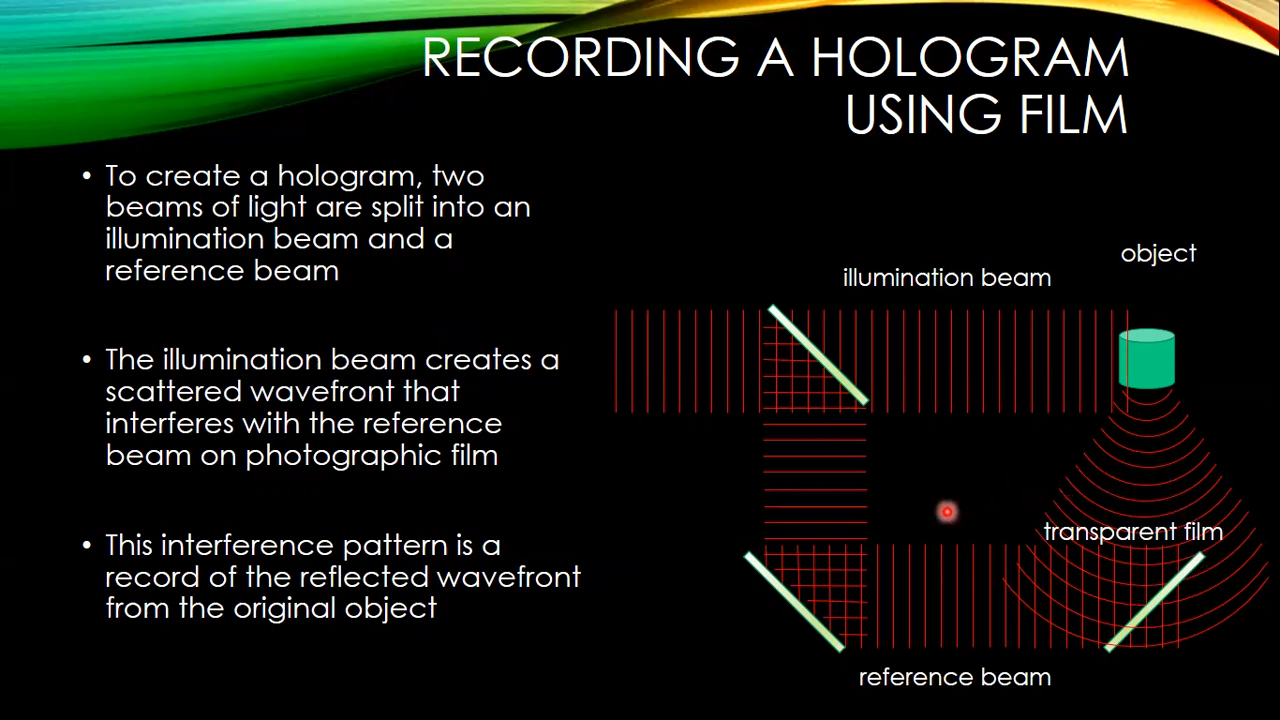 RECORDING A HOLOGRAM
USING FILM
• To create a hologram, two
beams of light are split into an
illumination beam and a
reference beam
• The illumination beam creates a
scattered wavefront that
interferes with the reference
beam on photographic film
• This interference pattern is a
record of the reflected wavefront
from the original object
object
illumination beam
transparent film
reference beam